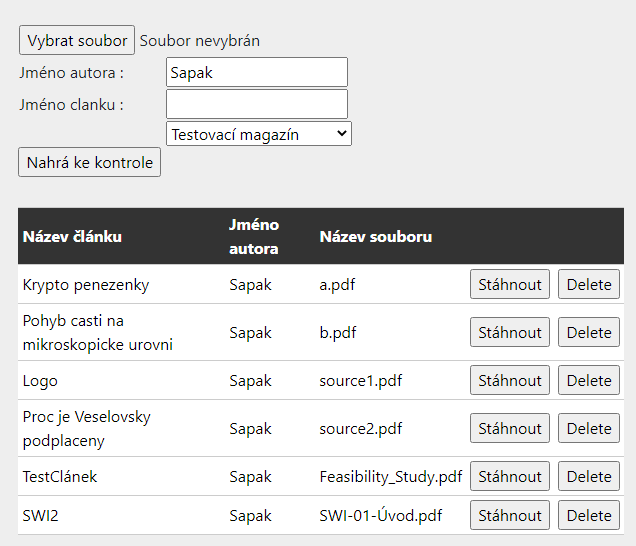 Vybrat soubor Soubor nevybrán
Jméno autora : Sapak
Jméno clanku :
Testovací magazín
Nahrá ke kontrole
Název článku Jméno autora Název souboru
Krypto penezenky Sapak a.pdf Stáhnout Delete
Pohyb casti na mikroskopicke urovni Sapak b.pdf Stáhnout Delete
Logo Sapak source1.pdf Stáhnout Delete
Proc je Veselovsky podplaceny Sapak source2.pdf Stáhnout Delete
TestClánek Sapak Feasibility_Study.pdf Stáhnout Delete
SWI2 Sapak SWI-01-Úvod.pdf Stáhnout Delete